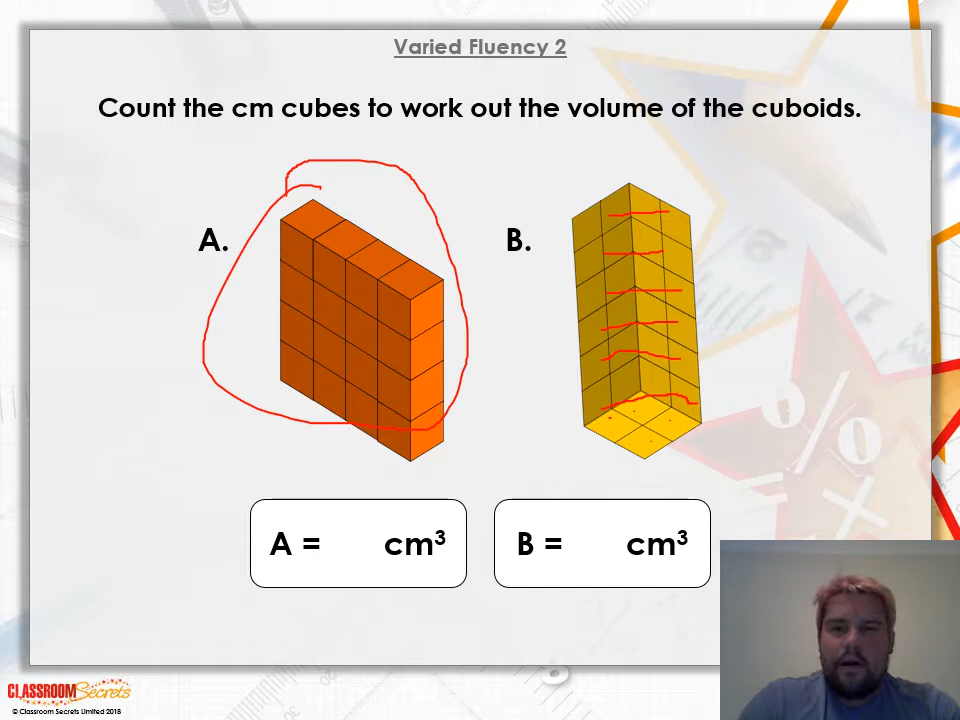 Varied Fluency 2
Count the cm cubes to work out the volume of the cuboids.
A.
B.
A = cm³
B = cm³
CLASSROOM Secrets
© Classroom Secrets Limited 2018